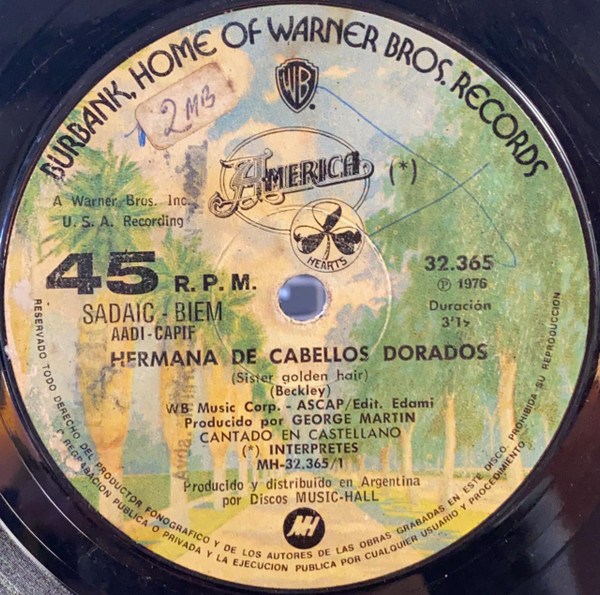 BURBANK, HOME OF WARNER BROS. RECORDS
WB
2 MB
AMERICA (*)
HEARTS
A Warner Bros. Inc.
U. S. A. Recording
45 R. P. M.
SADAIC - BIEM
AADI - CAPIF
32.365
Ⓟ 1976
Duración
HERMANA DE CABELLOS DORADOS
(Sister golden hair)
(Beckley)
WB Music Corp. - ASCAP/Edit. Edami
Producido por GEORGE MARTIN
CANTADO EN CASTELLANO
(*) INTERPRETES
MH-32.365/1
Producido y distribuido en Argentina
por Discos MUSIC-HALL
MH
RESERVADO TODO DERECHO DEL PRODUCTOR FONOGRAFICO Y DE LOS AUTORES DE LAS OBRAS GRABADAS EN ESTE DISCO. PROHIBIDA SU REPRODUCCION
REGRABACION PUBLICA O PRIVADA Y LA EJECUCION PUBLICA POR CUALQUIER USUARIO Y PROCEDIMIENTO